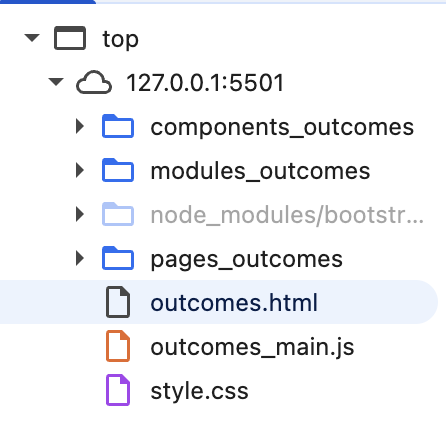 top
127.0.0.1:5501
components_outcomes
modules_outcomes
node_modules/bootstr...
pages_outcomes
outcomes.html
outcomes_main.js
style.css